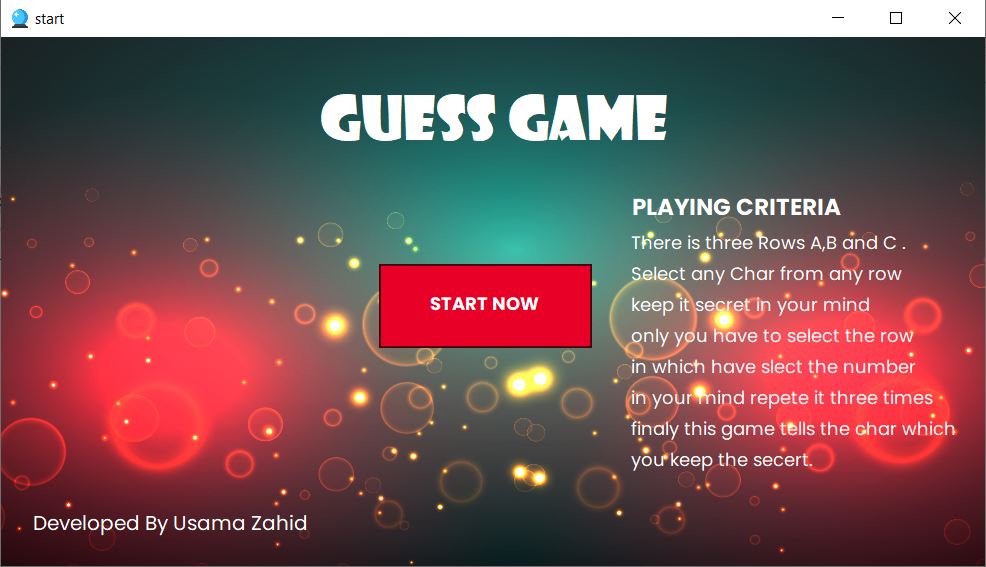 start
GUESS GAME
PLAYING CRITERIA
There is three Rows A,B and C .
Select any Char from any row
keep it secret in your mind
only you have to select the row
in which have slect the number
in your mind repete it three times
finaly this game tells the char which
you keep the secert.
START NOW
Developed By Usama Zahid